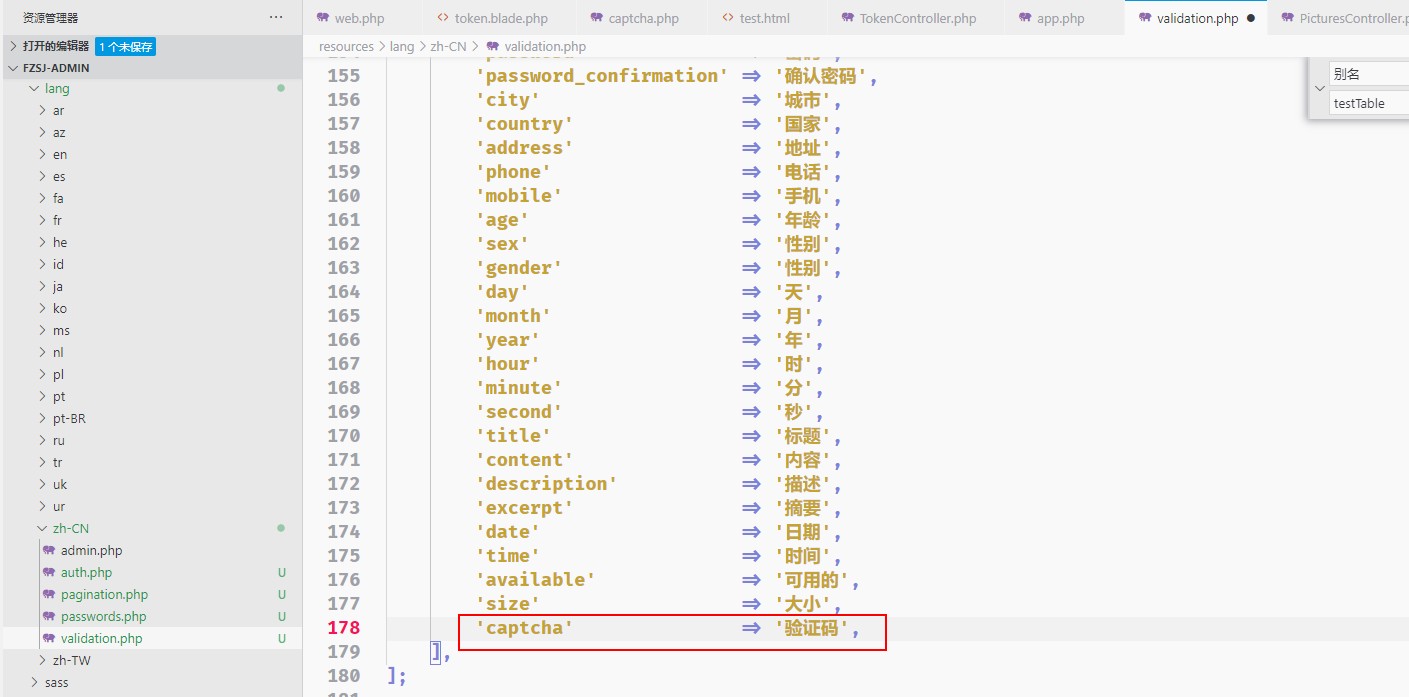 资源管理器 ···
打开的编辑器 1 个未保存
FZSJ-ADMIN
lang
ar
az
en
es
fa
fr
he
id
ja
ko
ms
nl
pl
pt
pt-BR
ru
tr
uk
ur
zh-CN
admin.php
auth.php U
pagination.php U
passwords.php U
validation.php U
zh-TW
sass
web.php token.blade.php captcha.php test.html TokenController.php app.php validation.php PicturesController.p
resources > lang > zh-CN > validation.php
155 'password_confirmation' => '确认密码',
156 'city' => '城市',
157 'country' => '国家',
158 'address' => '地址',
159 'phone' => '电话',
160 'mobile' => '手机',
161 'age' => '年龄',
162 'sex' => '性别',
163 'gender' => '性别',
164 'day' => '天',
165 'month' => '月',
166 'year' => '年',
167 'hour' => '时',
168 'minute' => '分',
169 'second' => '秒',
170 'title' => '标题',
171 'content' => '内容',
172 'description' => '描述',
173 'excerpt' => '摘要',
174 'date' => '日期',
175 'time' => '时间',
176 'available' => '可用的',
177 'size' => '大小',
178 'captcha' => '验证码',
179 ],
180 ];
别名
testTable